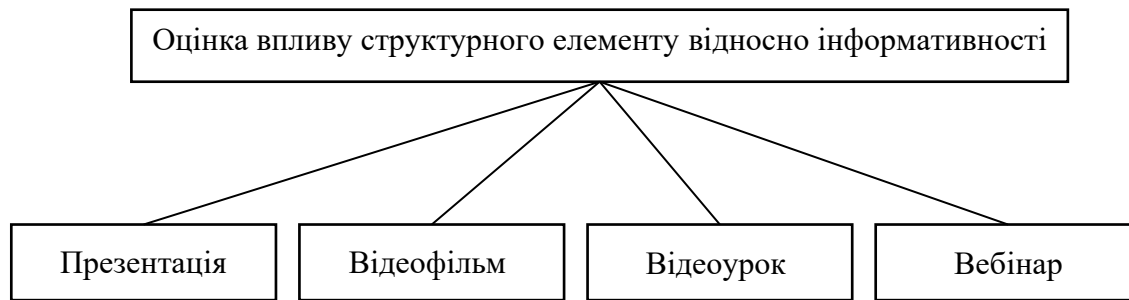 Оцінка впливу структурного елементу відносно інформативності
Презентація
Відеофільм
Відеоурок
Вебінар